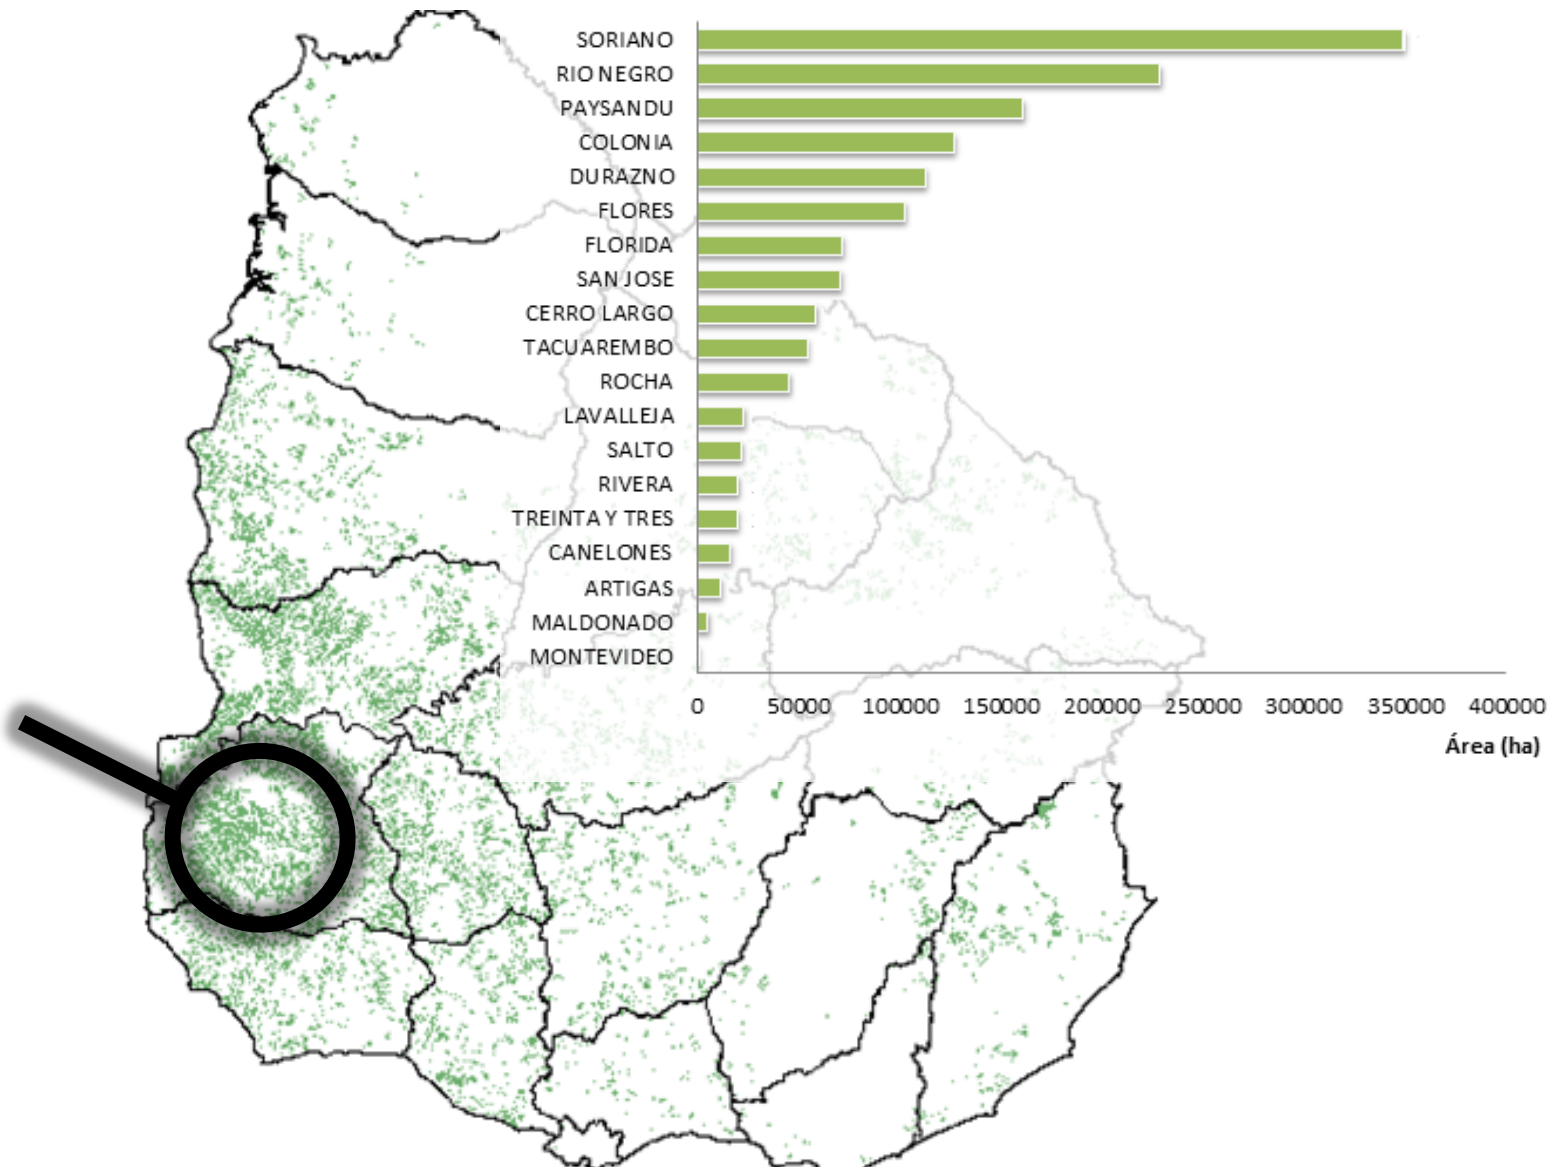 SORIANO
RIO NEGRO
PAYSANDU
COLONIA
DURAZNO
FLORES
FLORIDA
SAN JOSE
CERRO LARGO
TACUAREMBO
ROCHA
LAVALLEJA
SALTO
RIVERA
TREINTA Y TRES
CANELONES
ARTIGAS
MALDONADO
MONTEVIDEO
0 50000 100000 150000 200000 250000 300000 350000 400000
Área (ha)